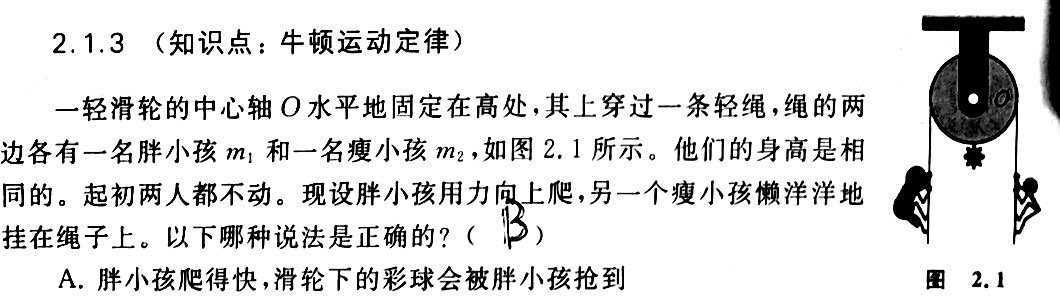 2.1.3 （知识点：牛顿运动定律）
一轻滑轮的中心轴O水平地固定在高处，其上穿过一条轻绳，绳的两
边各有一名胖小孩m₁和一名瘦小孩m₂，如图2.1所示。他们的身高是相
同的。起初两人都不动。现设胖小孩用力向上爬，另一个瘦小孩懒洋洋地
挂在绳子上。以下哪种说法是正确的？（ B ）
A. 胖小孩爬得快，滑轮下的彩球会被胖小孩抢到
O
图 2.1